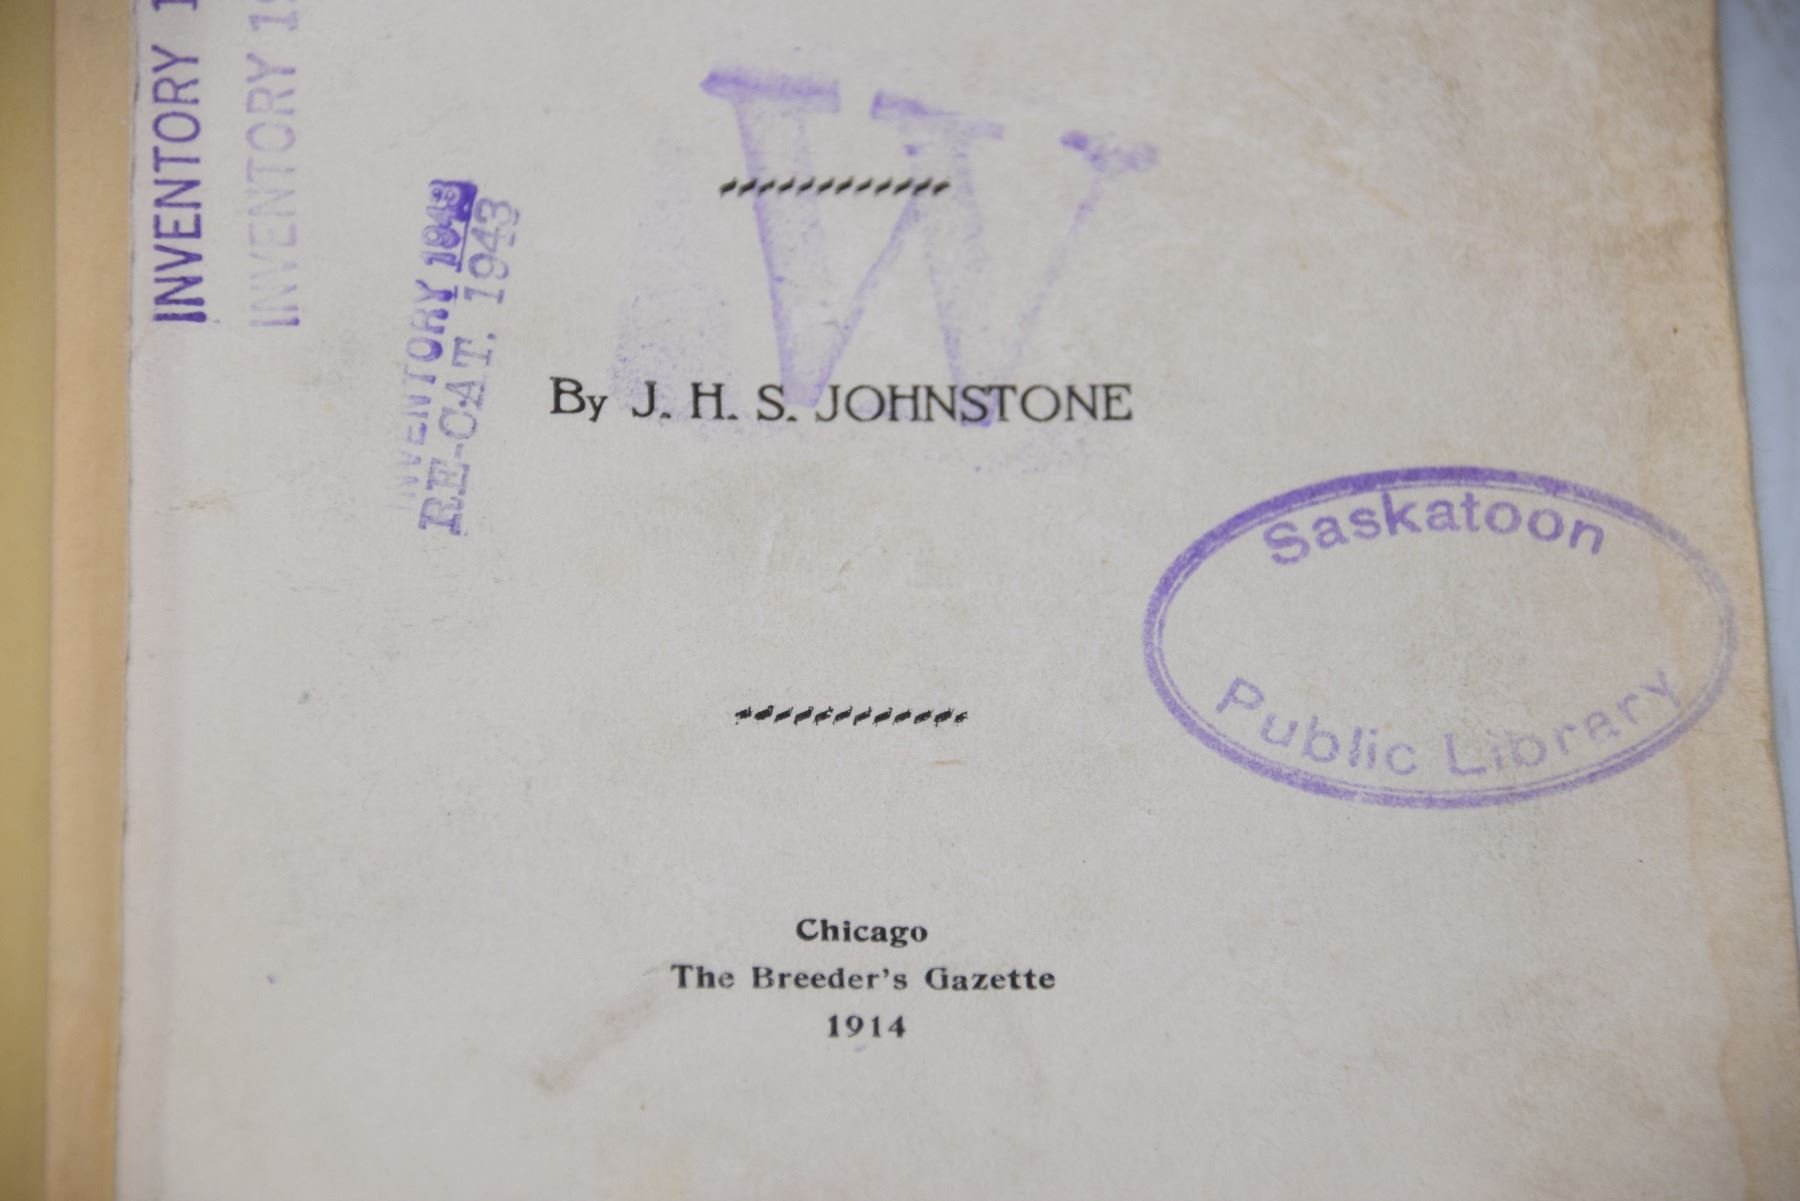 INVENTORY
INVENTORY
W
INVENTORY 1943
RE-CAT. 1943
By J. H. S. JOHNSTONE
Saskatoon
Public Library
Chicago
The Breeder's Gazette
1914